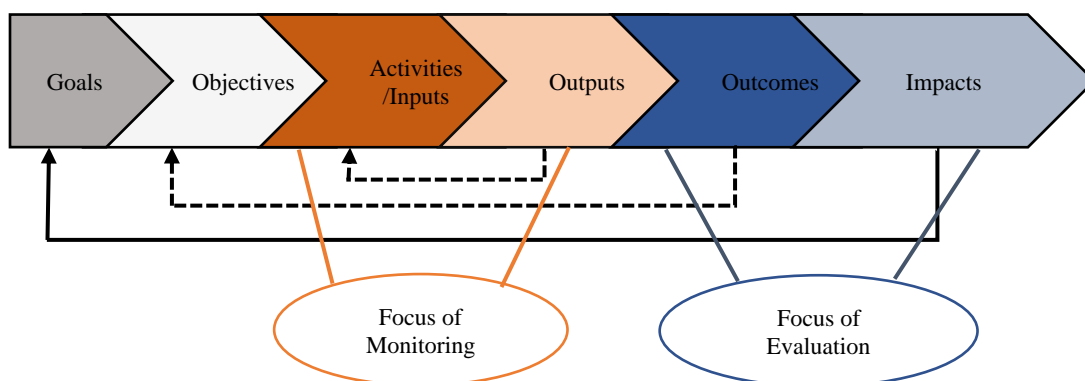 Goals
Objectives
Activities
/Inputs
Outputs
Outcomes
Impacts
Focus of
Monitoring
Focus of
Evaluation